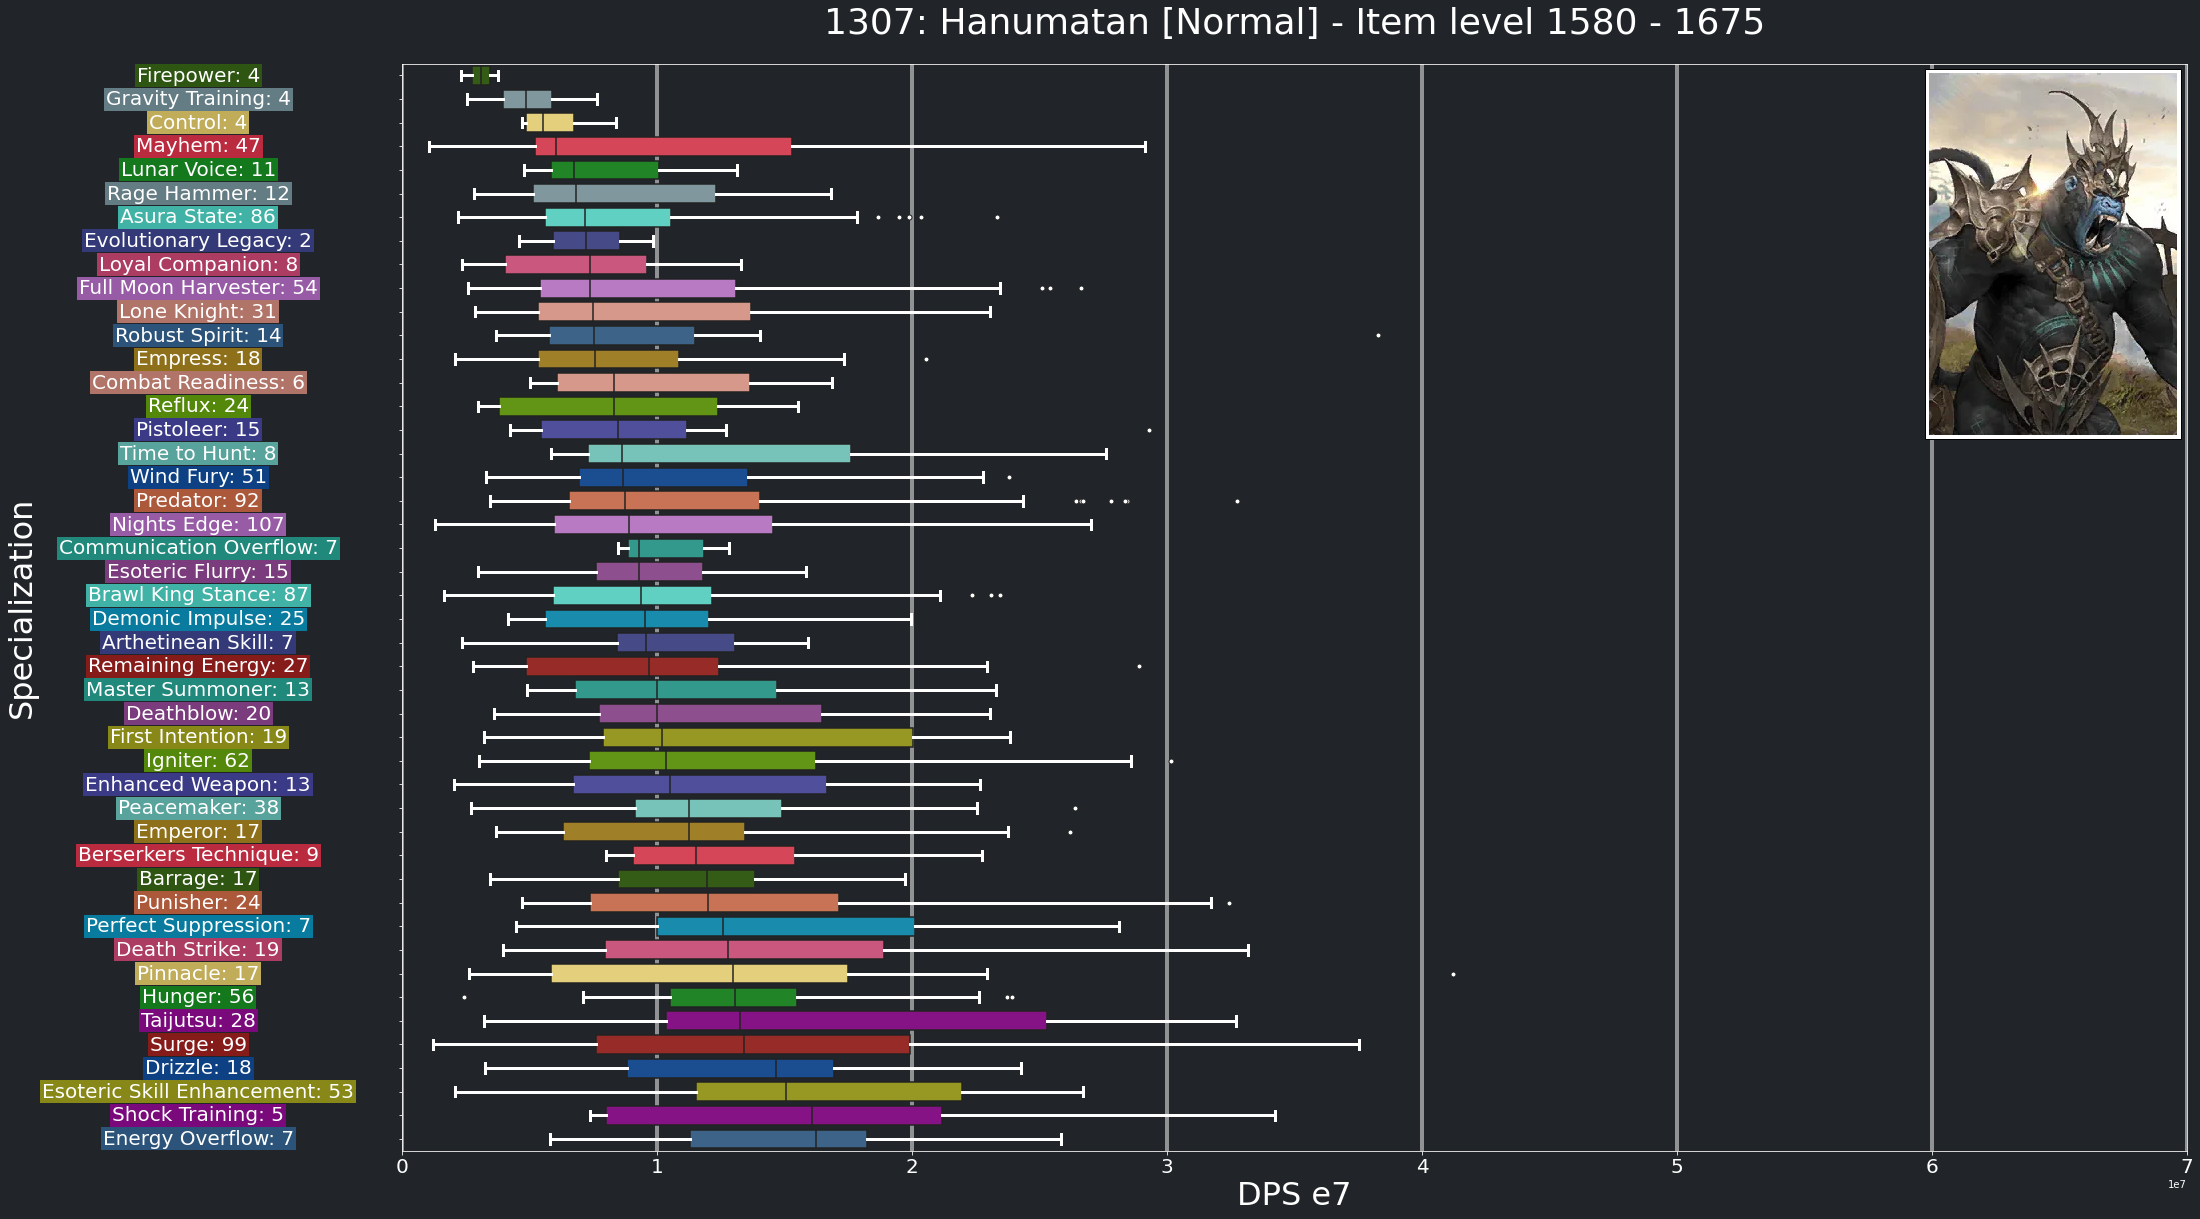 1307: Hanumatan [Normal] - Item level 1580 - 1675
Firepower: 4
Gravity Training: 4
Control: 4
Mayhem: 47
Lunar Voice: 11
Rage Hammer: 12
Asura State: 86
Evolutionary Legacy: 2
Loyal Companion: 8
Full Moon Harvester: 54
Lone Knight: 31
Robust Spirit: 14
Empress: 18
Combat Readiness: 6
Reflux: 24
Pistoleer: 15
Time to Hunt: 8
Wind Fury: 51
Predator: 92
Nights Edge: 107
Communication Overflow: 7
Esoteric Flurry: 15
Brawl King Stance: 87
Demonic Impulse: 25
Arthetinean Skill: 7
Remaining Energy: 27
Master Summoner: 13
Deathblow: 20
First Intention: 19
Igniter: 62
Enhanced Weapon: 13
Peacemaker: 38
Emperor: 17
Berserkers Technique: 9
Barrage: 17
Punisher: 24
Perfect Suppression: 7
Death Strike: 19
Pinnacle: 17
Hunger: 56
Taijutsu: 28
Surge: 99
Drizzle: 18
Esoteric Skill Enhancement: 53
Shock Training: 5
Energy Overflow: 7
Specialization
0 1 2 3 4 5 6 7
1e7
DPS e7